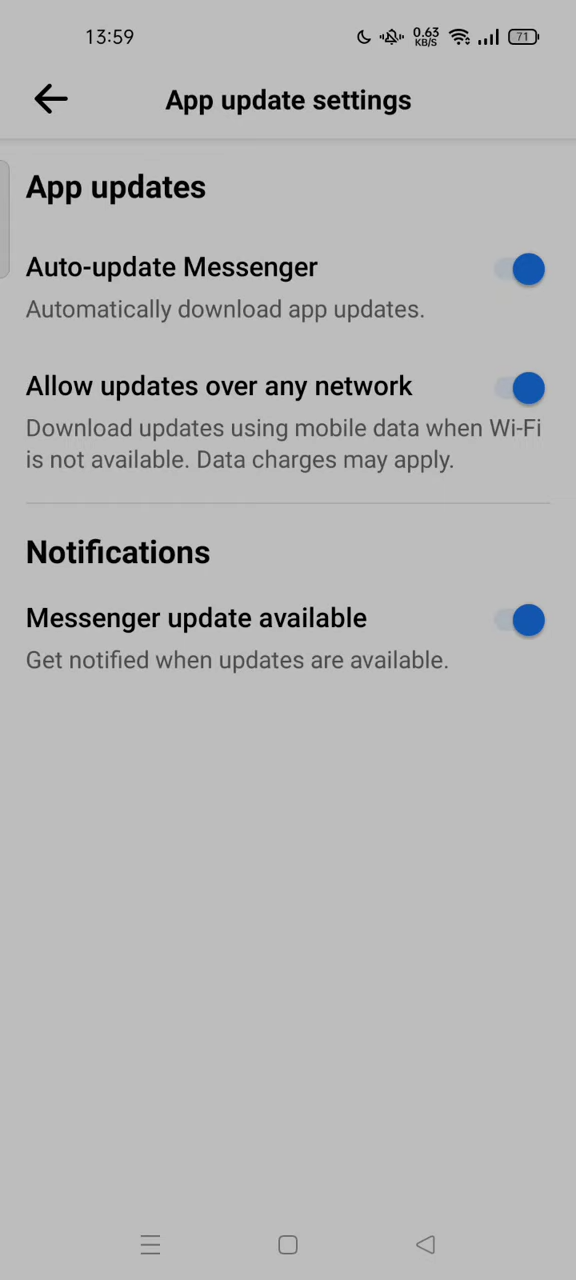 13:59
0.63
KB/S
71
App update settings
App updates
Auto-update Messenger
Automatically download app updates.
Allow updates over any network
Download updates using mobile data when Wi-Fi
is not available. Data charges may apply.
Notifications
Messenger update available
Get notified when updates are available.